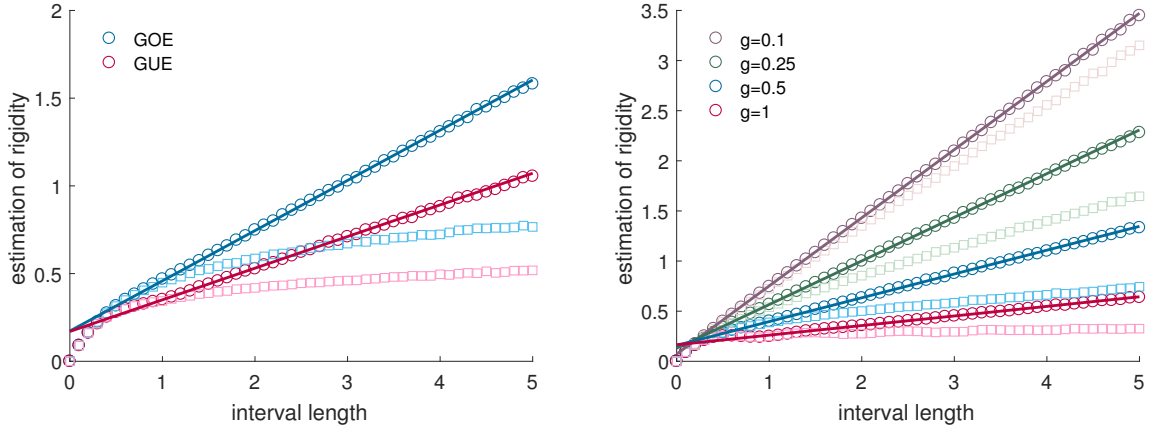 2
1.5
1
0.5
0
0 1 2 3 4 5
estimation of rigidity
interval length
GOE
GUE
3.5
3
2.5
2
1.5
1
0.5
0
0 1 2 3 4 5
estimation of rigidity
interval length
g=0.1
g=0.25
g=0.5
g=1